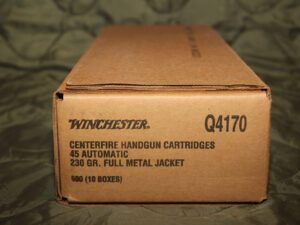 WINCHESTER Q4170
CENTERFIRE HANDGUN CARTRIDGES
45 AUTOMATIC
230 GR. FULL METAL JACKET
500 (10 BOXES)